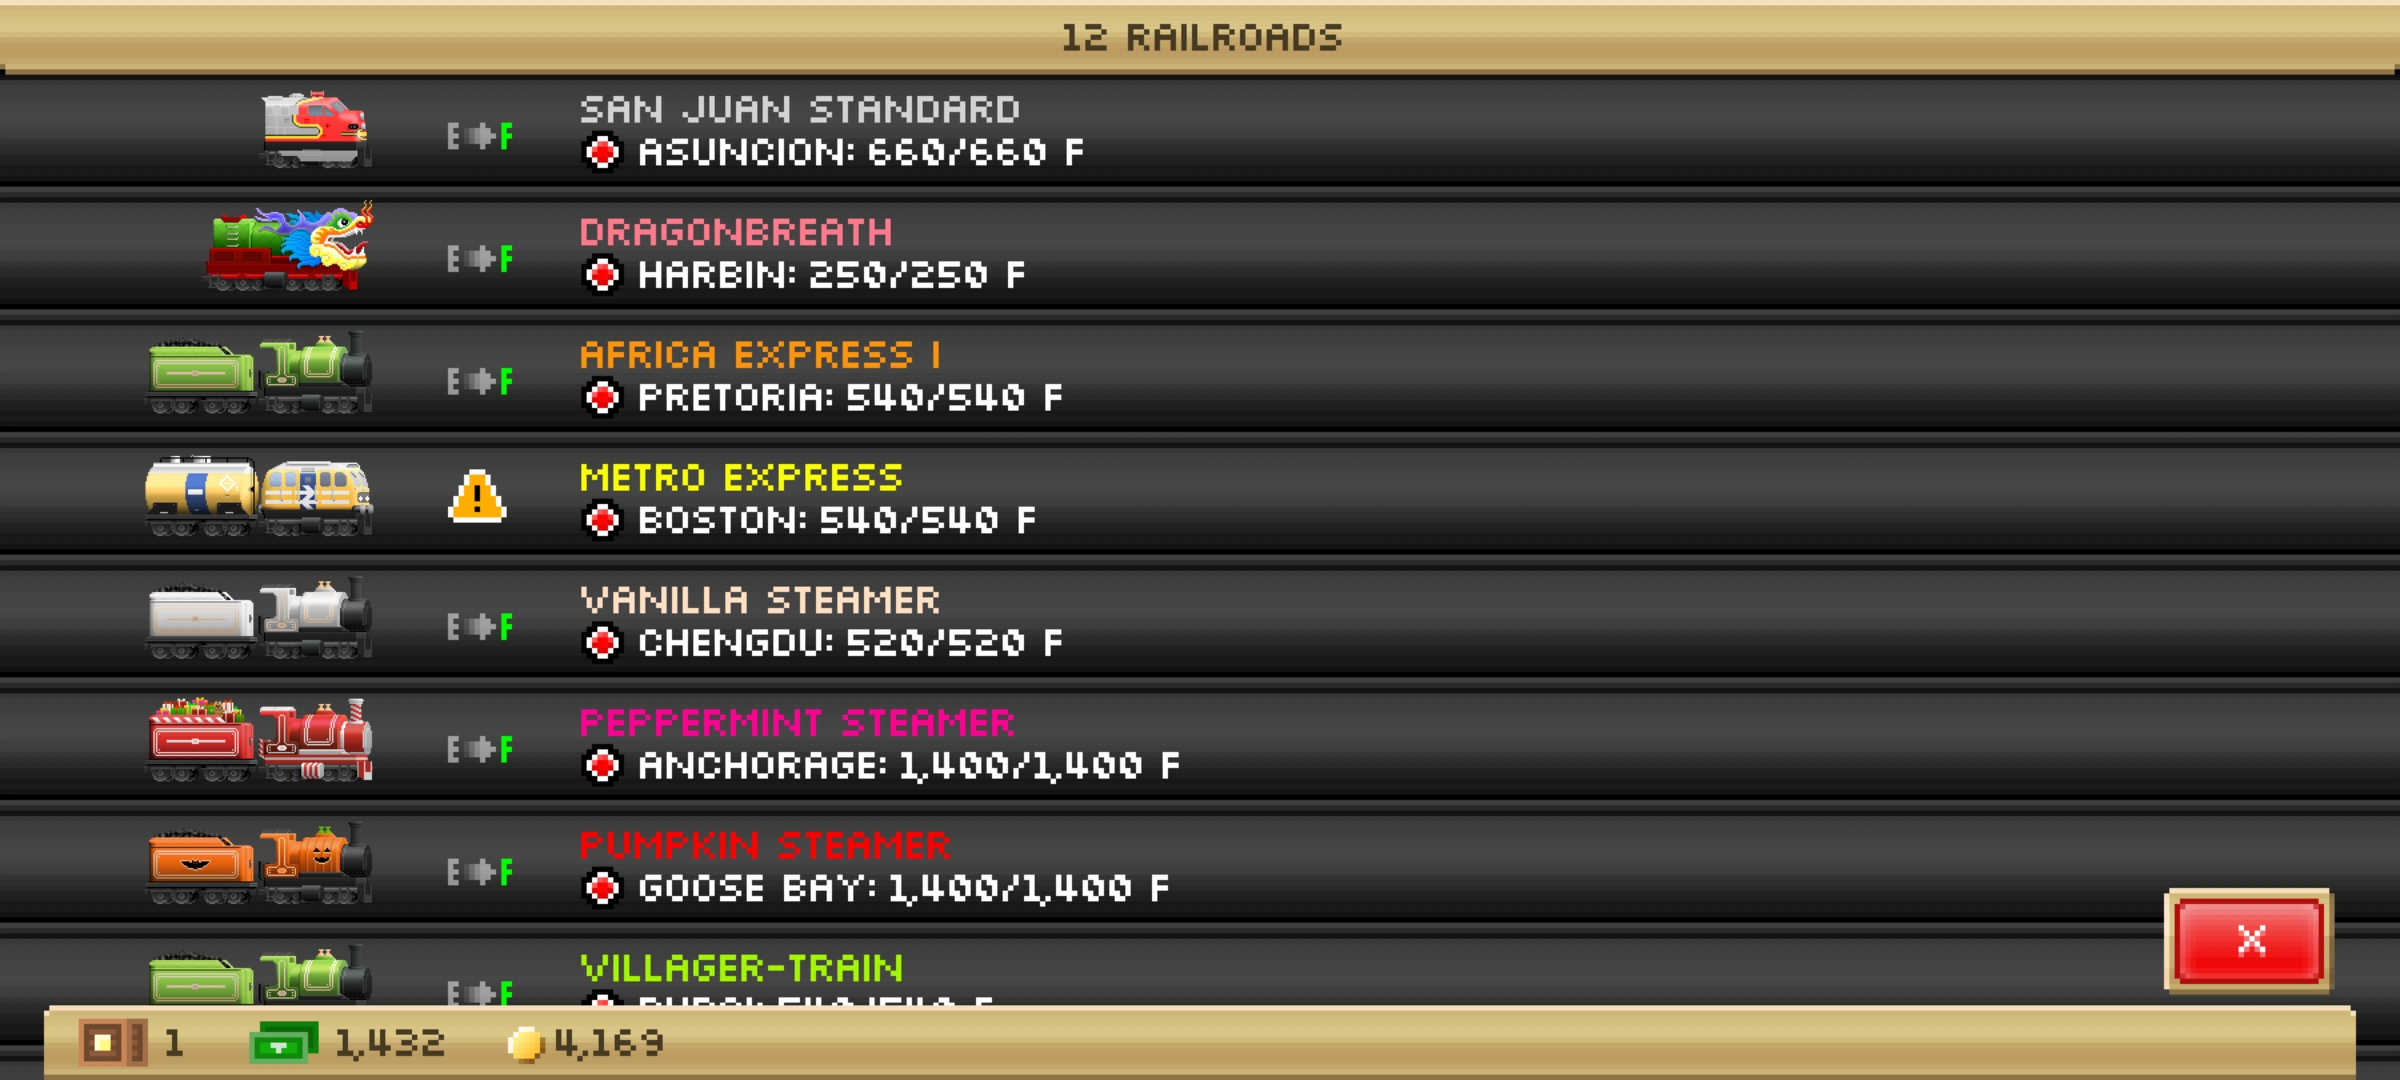 12 RAILROADS
E F
SAN JUAN STANDARD
ASUNCION: 660/660 F
E F
DRAGONBREATH
HARBIN: 250/250 F
E F
AFRICA EXPRESS I
PRETORIA: 540/540 F
!
METRO EXPRESS
BOSTON: 540/540 F
E F
VANILLA STEAMER
CHENGDU: 520/520 F
E F
PEPPERMINT STEAMER
ANCHORAGE: 1,400/1,400 F
E F
PUMPKIN STEAMER
GOOSE BAY: 1,400/1,400 F
E F
VILLAGER-TRAIN
X
1 1,432 4,169